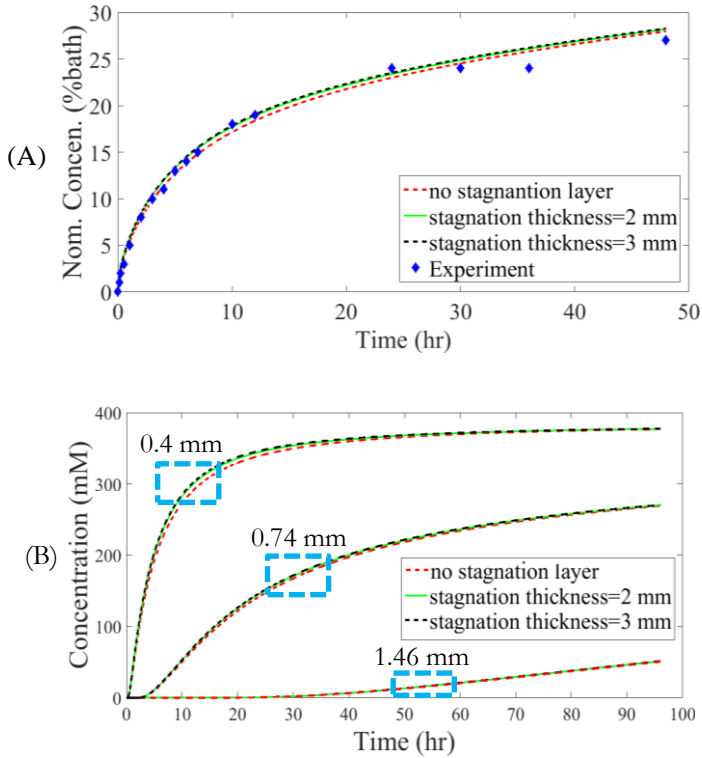 (A)
Nom. Concen. (%bath)
30
25
20
15
10
5
0
no stagnantion layer
stagnation thickness=2 mm
stagnation thickness=3 mm
Experiment
0 10 20 30 40 50
Time (hr)
(B)
Concentration (mM)
400
300
200
100
0
0.4 mm
0.74 mm
1.46 mm
no stagnation layer
stagnation thickness=2 mm
stagnation thickness=3 mm
0 10 20 30 40 50 60 70 80 90 100
Time (hr)